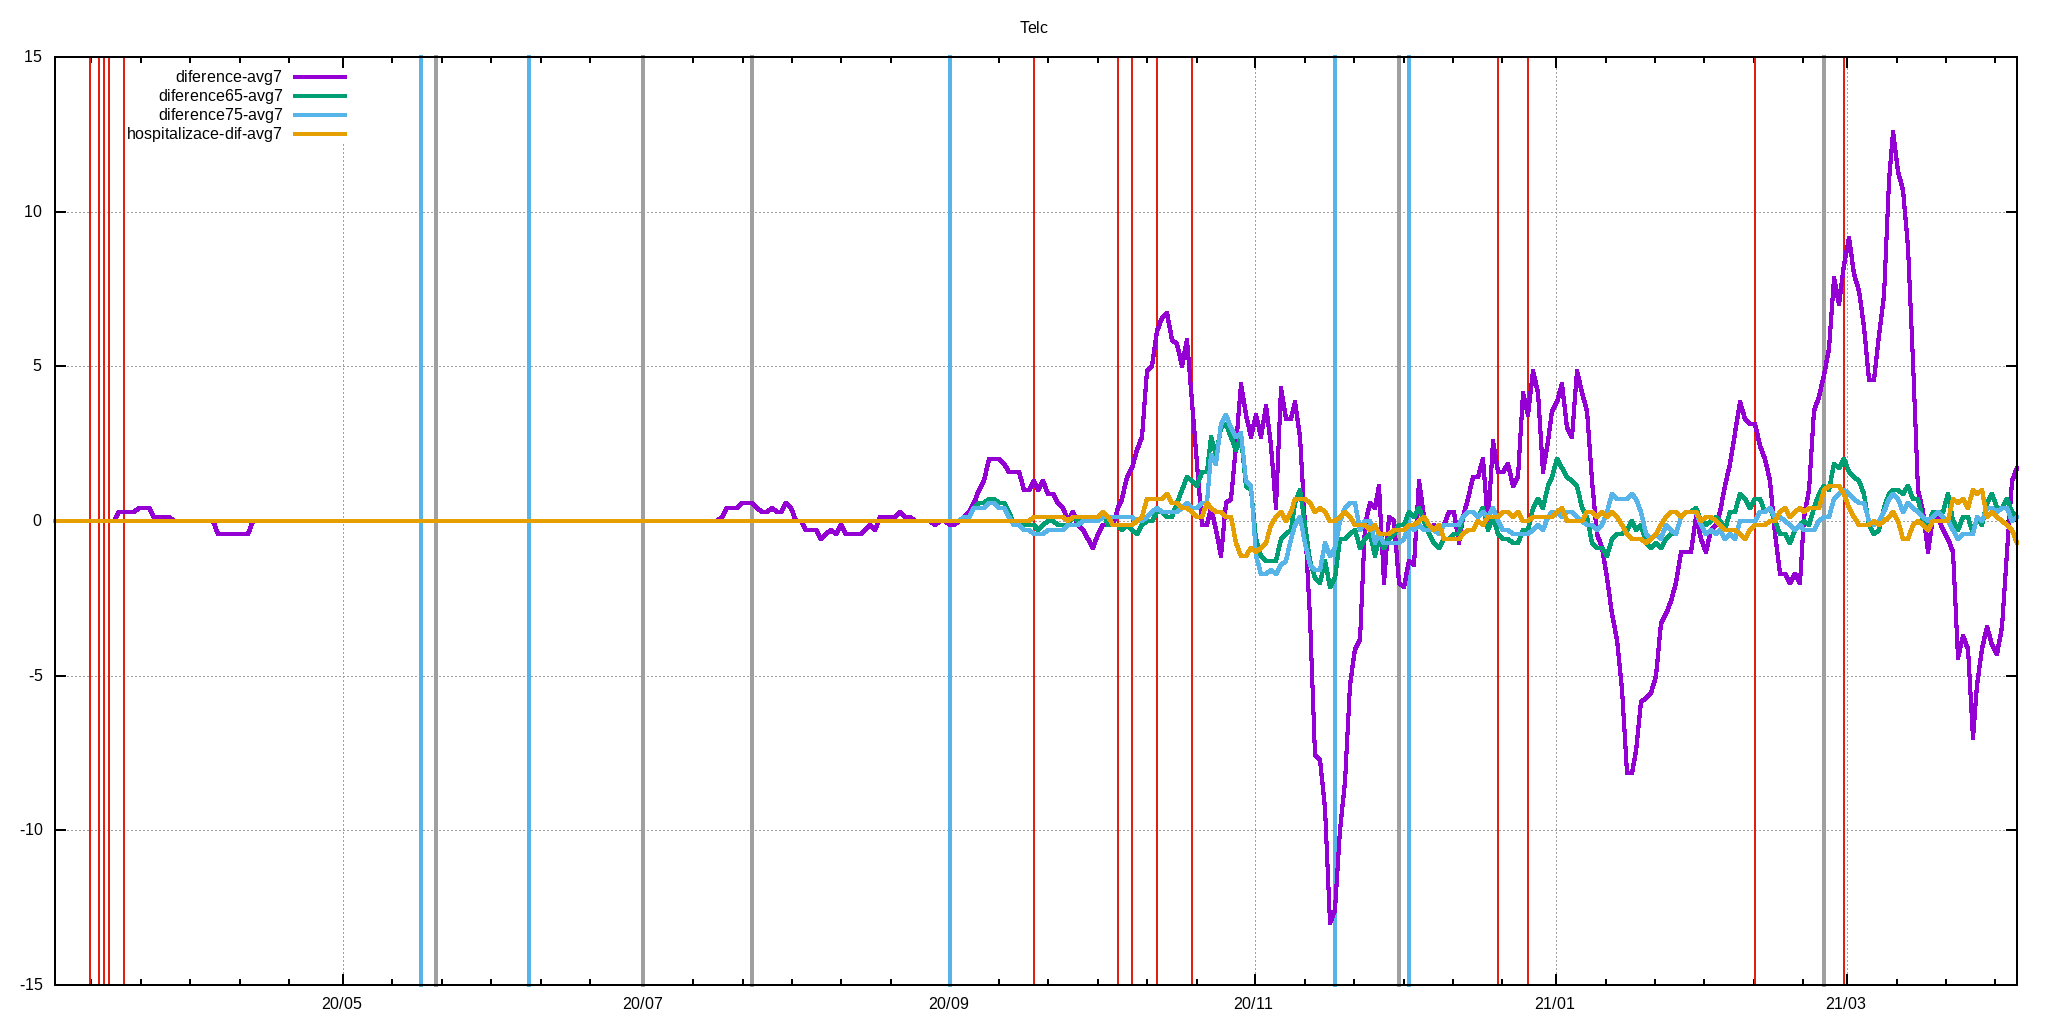 Telc
15
diference-avg7
diference65-avg7
diference75-avg7
hospitalizace-dif-avg7
10
5
0
-5
-10
-15
20/05 20/07 20/09 20/11 21/01 21/03